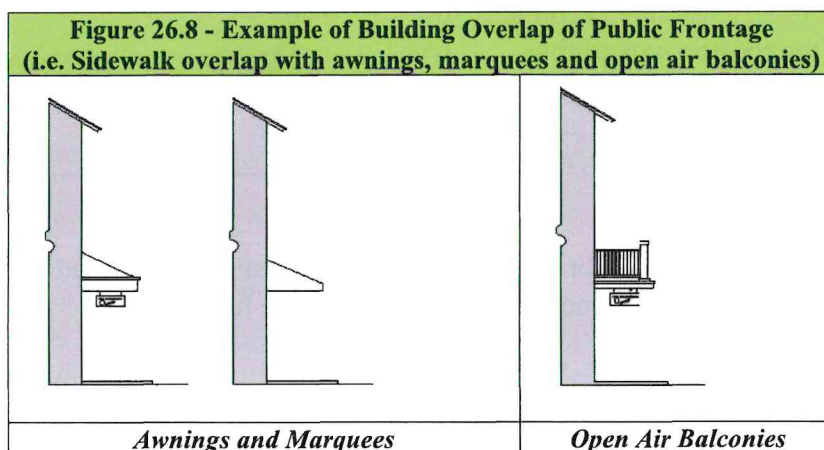 Figure 26.8 - Example of Building Overlap of Public Frontage
(i.e. Sidewalk overlap with awnings, marquees and open air balconies)
Awnings and Marquees
Open Air Balconies